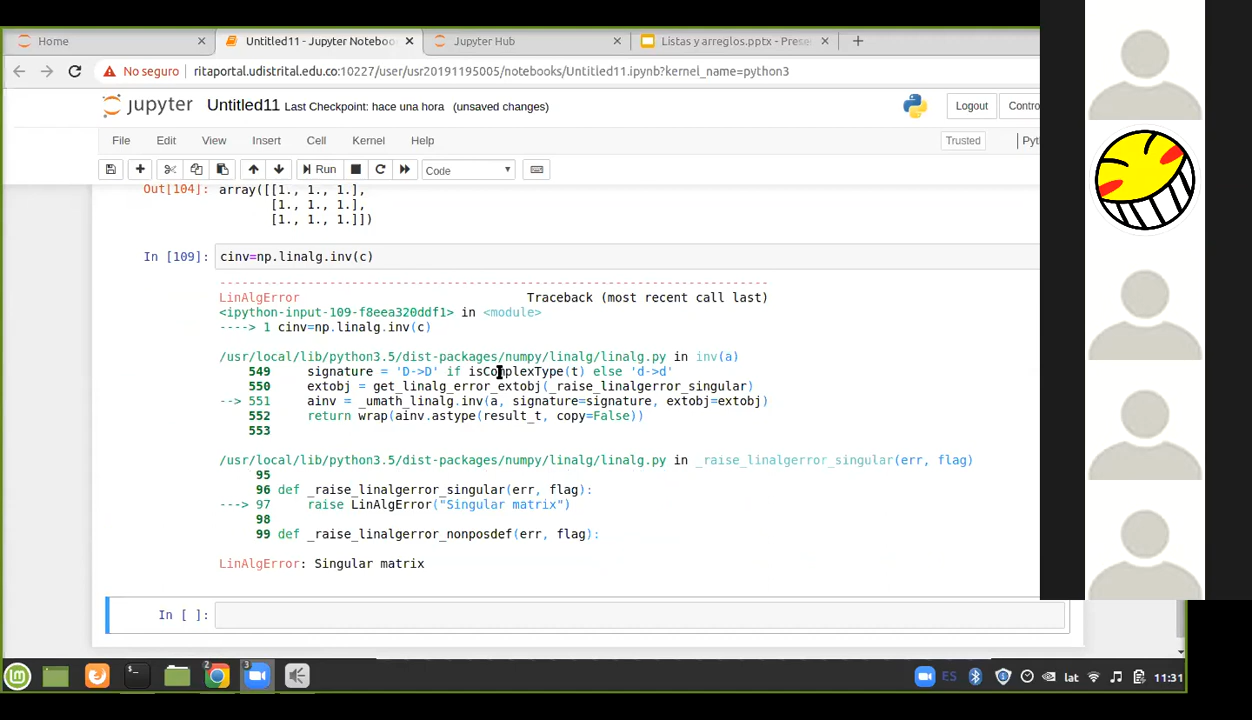 Home
Untitled11 - Jupyter Noteboo
Jupyter Hub
Listas y arreglos.pptx - Prese
No seguro ritaportal.udistrital.edu.co:10227/user/usr20191195005/notebooks/Untitled11.ipynb?kernel_name=python3
jupyter Untitled11 Last Checkpoint: hace una hora (unsaved changes)
Logout
Contro
File Edit View Insert Cell Kernel Help
Trusted
Pyt
Run
Code
Out[104]: array([[1., 1., 1.],
[1., 1., 1.],
[1., 1., 1.]])
In [109]: cinv=np.linalg.inv(c)
---------------------------------------------------------------------------
LinAlgError Traceback (most recent call last)
<ipython-input-109-f8eea320ddf1> in <module>
----> 1 cinv=np.linalg.inv(c)
/usr/local/lib/python3.5/dist-packages/numpy/linalg/linalg.py in inv(a)
549 signature = 'D->D' if isComplexType(t) else 'd->d'
550 extobj = get_linalg_error_extobj(_raise_linalgerror_singular)
--> 551 ainv = _umath_linalg.inv(a, signature=signature, extobj=extobj)
552 return wrap(ainv.astype(result_t, copy=False))
553
/usr/local/lib/python3.5/dist-packages/numpy/linalg/linalg.py in _raise_linalgerror_singular(err, flag)
95
96 def _raise_linalgerror_singular(err, flag):
---> 97 raise LinAlgError("Singular matrix")
98
99 def _raise_linalgerror_nonposdef(err, flag):
LinAlgError: Singular matrix
In [ ]:
2
3
ES
lat
11:31